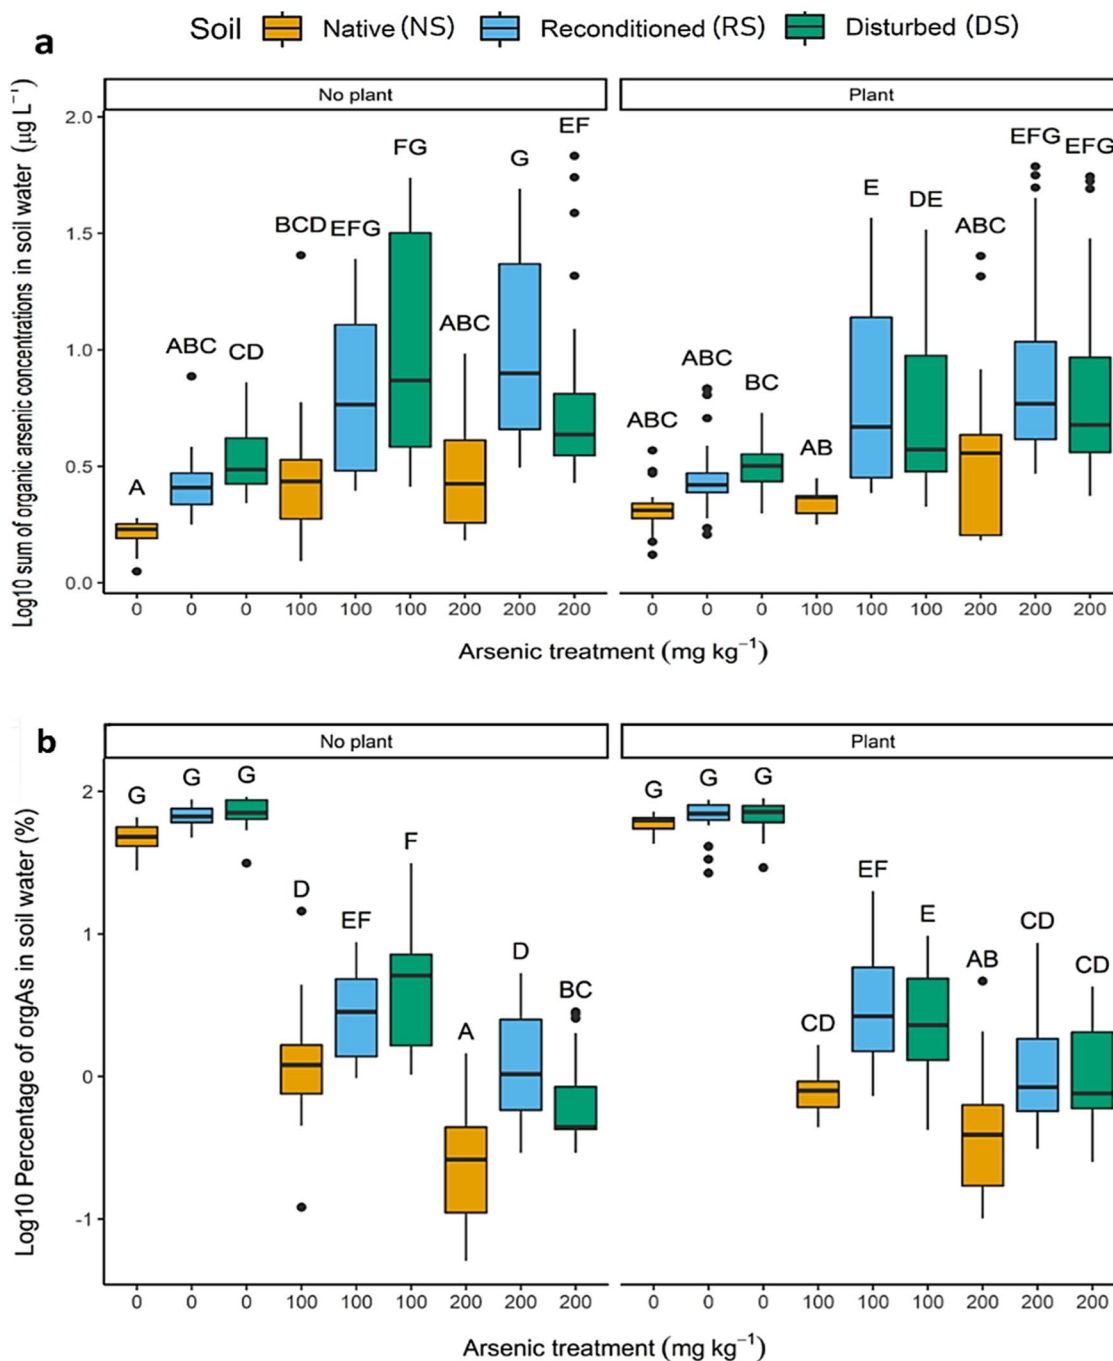 Soil Native (NS) Reconditioned (RS) Disturbed (DS)
a
No plant Plant
Log10 sum of organic arsenic concentrations in soil water (µg L⁻¹)
2.0
1.5
1.0
0.5
0.0
A ABC CD BCD EFG FG ABC G EF
ABC ABC BC AB E DE ABC EFG EFG
0 0 0 100 100 100 200 200 200 0 0 0 100 100 100 200 200 200
Arsenic treatment (mg kg⁻¹)
b
No plant Plant
Log10 Percentage of orgAs in soil water (%)
2
1
0
-1
G G G D EF F A D BC
G G G CD EF E AB CD CD
0 0 0 100 100 100 200 200 200 0 0 0 100 100 100 200 200 200
Arsenic treatment (mg kg⁻¹)